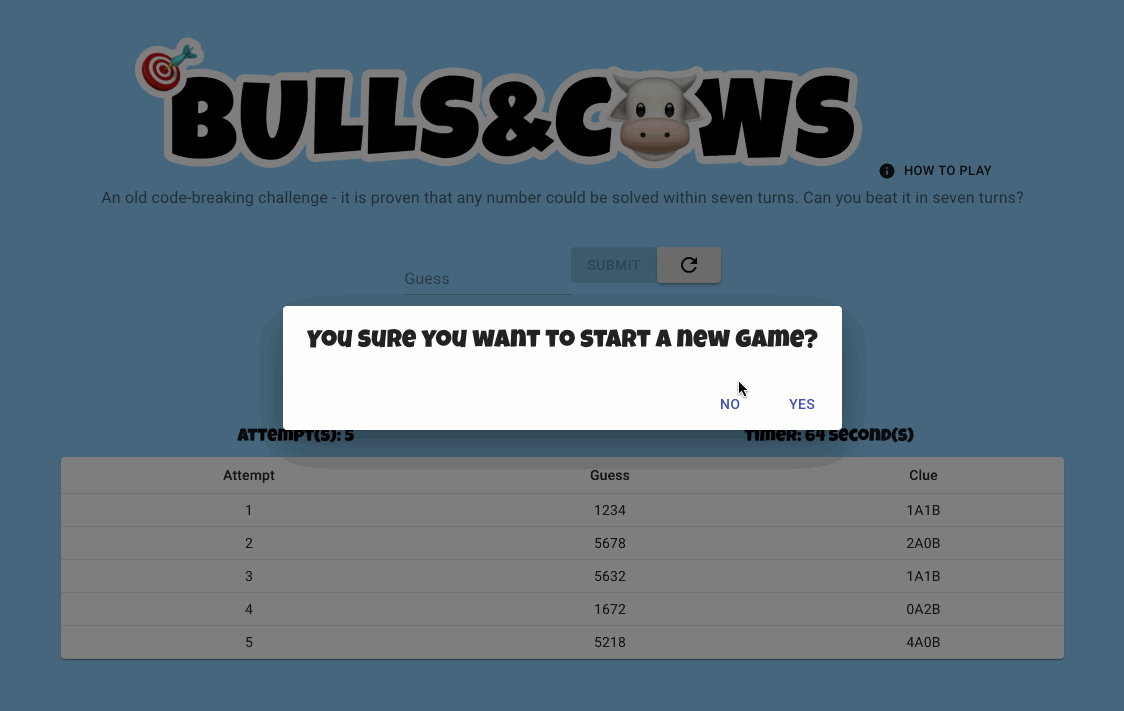 BULLS&COWS
HOW TO PLAY
An old code-breaking challenge - it is proven that any number could be solved within seven turns. Can you beat it in seven turns?
SUBMIT
Guess
You sure you want to start a new game?
NO YES
Attempt(s): 5 Timer: 64 second(s)
Attempt Guess Clue
1 1234 1A1B
2 5678 2A0B
3 5632 1A1B
4 1672 0A2B
5 5218 4A0B